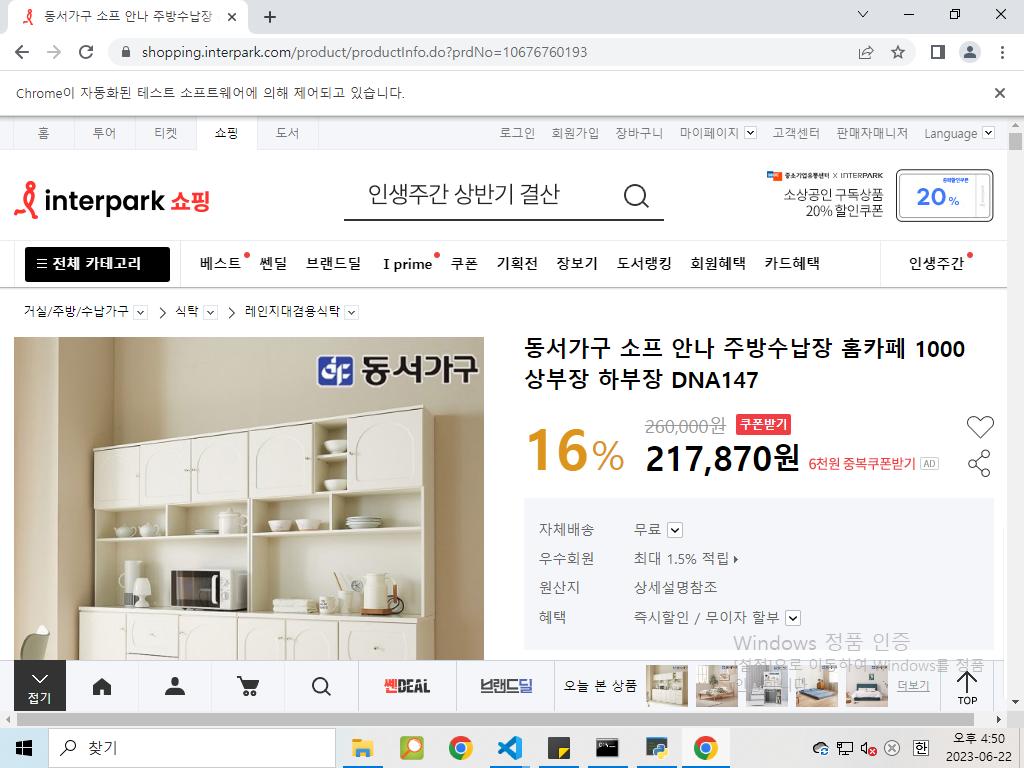 동서가구 소프 안나 주방수납장
shopping.interpark.com/product/productInfo.do?prdNo=10676760193
Chrome이 자동화된 테스트 소프트웨어에 의해 제어되고 있습니다.
홈 투어 티켓 쇼핑 도서 로그인 회원가입 장바구니 마이페이지 고객센터 판매자매니저 Language
interpark 쇼핑
인생주간 상반기 결산
중소기업유통센터 X INTERPARK
소상공인 구독상품
20% 할인쿠폰
20%
전체 카테고리 베스트 쎈딜 브랜드딜 I prime 쿠폰 기획전 장보기 도서랭킹 회원혜택 카드혜택 인생주간
거실/주방/수납가구 식탁 레인지대겸용식탁
동서가구
동서가구 소프 안나 주방수납장 홈카페 1000
상부장 하부장 DNA147
16%
260,000원 쿠폰받기
217,870원 6천원 중복쿠폰받기 AD
자체배송 무료
우수회원 최대 1.5% 적립
원산지 상세설명참조
혜택 즉시할인 / 무이자 할부
Windows 정품 인증
[설정]으로 이동하여 Windows를 정품
접기
쎈DEAL
브랜드딜
오늘 본 상품
더보기
TOP
찾기
한
오후 4:50
2023-06-22